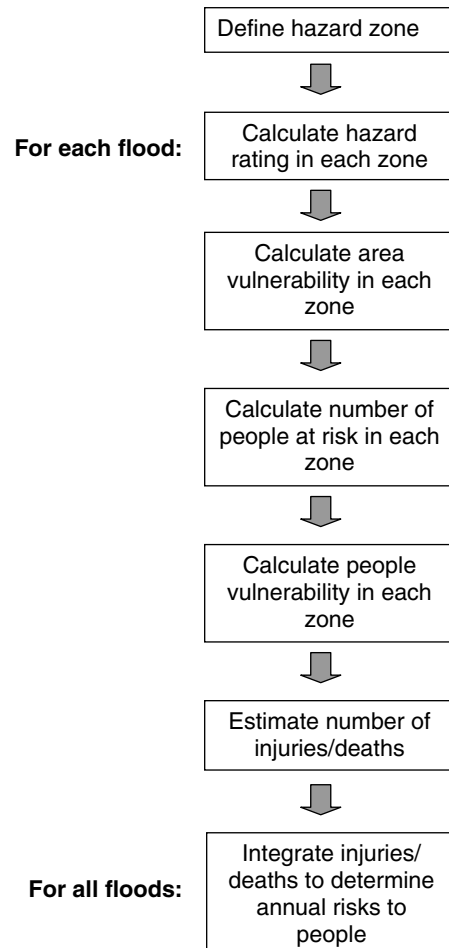 Define hazard zone
For each flood:
Calculate hazard
rating in each zone
Calculate area
vulnerability in each
zone
Calculate number of
people at risk in each
zone
Calculate people
vulnerability in each
zone
Estimate number of
injuries/deaths
For all floods:
Integrate injuries/
deaths to determine
annual risks to
people